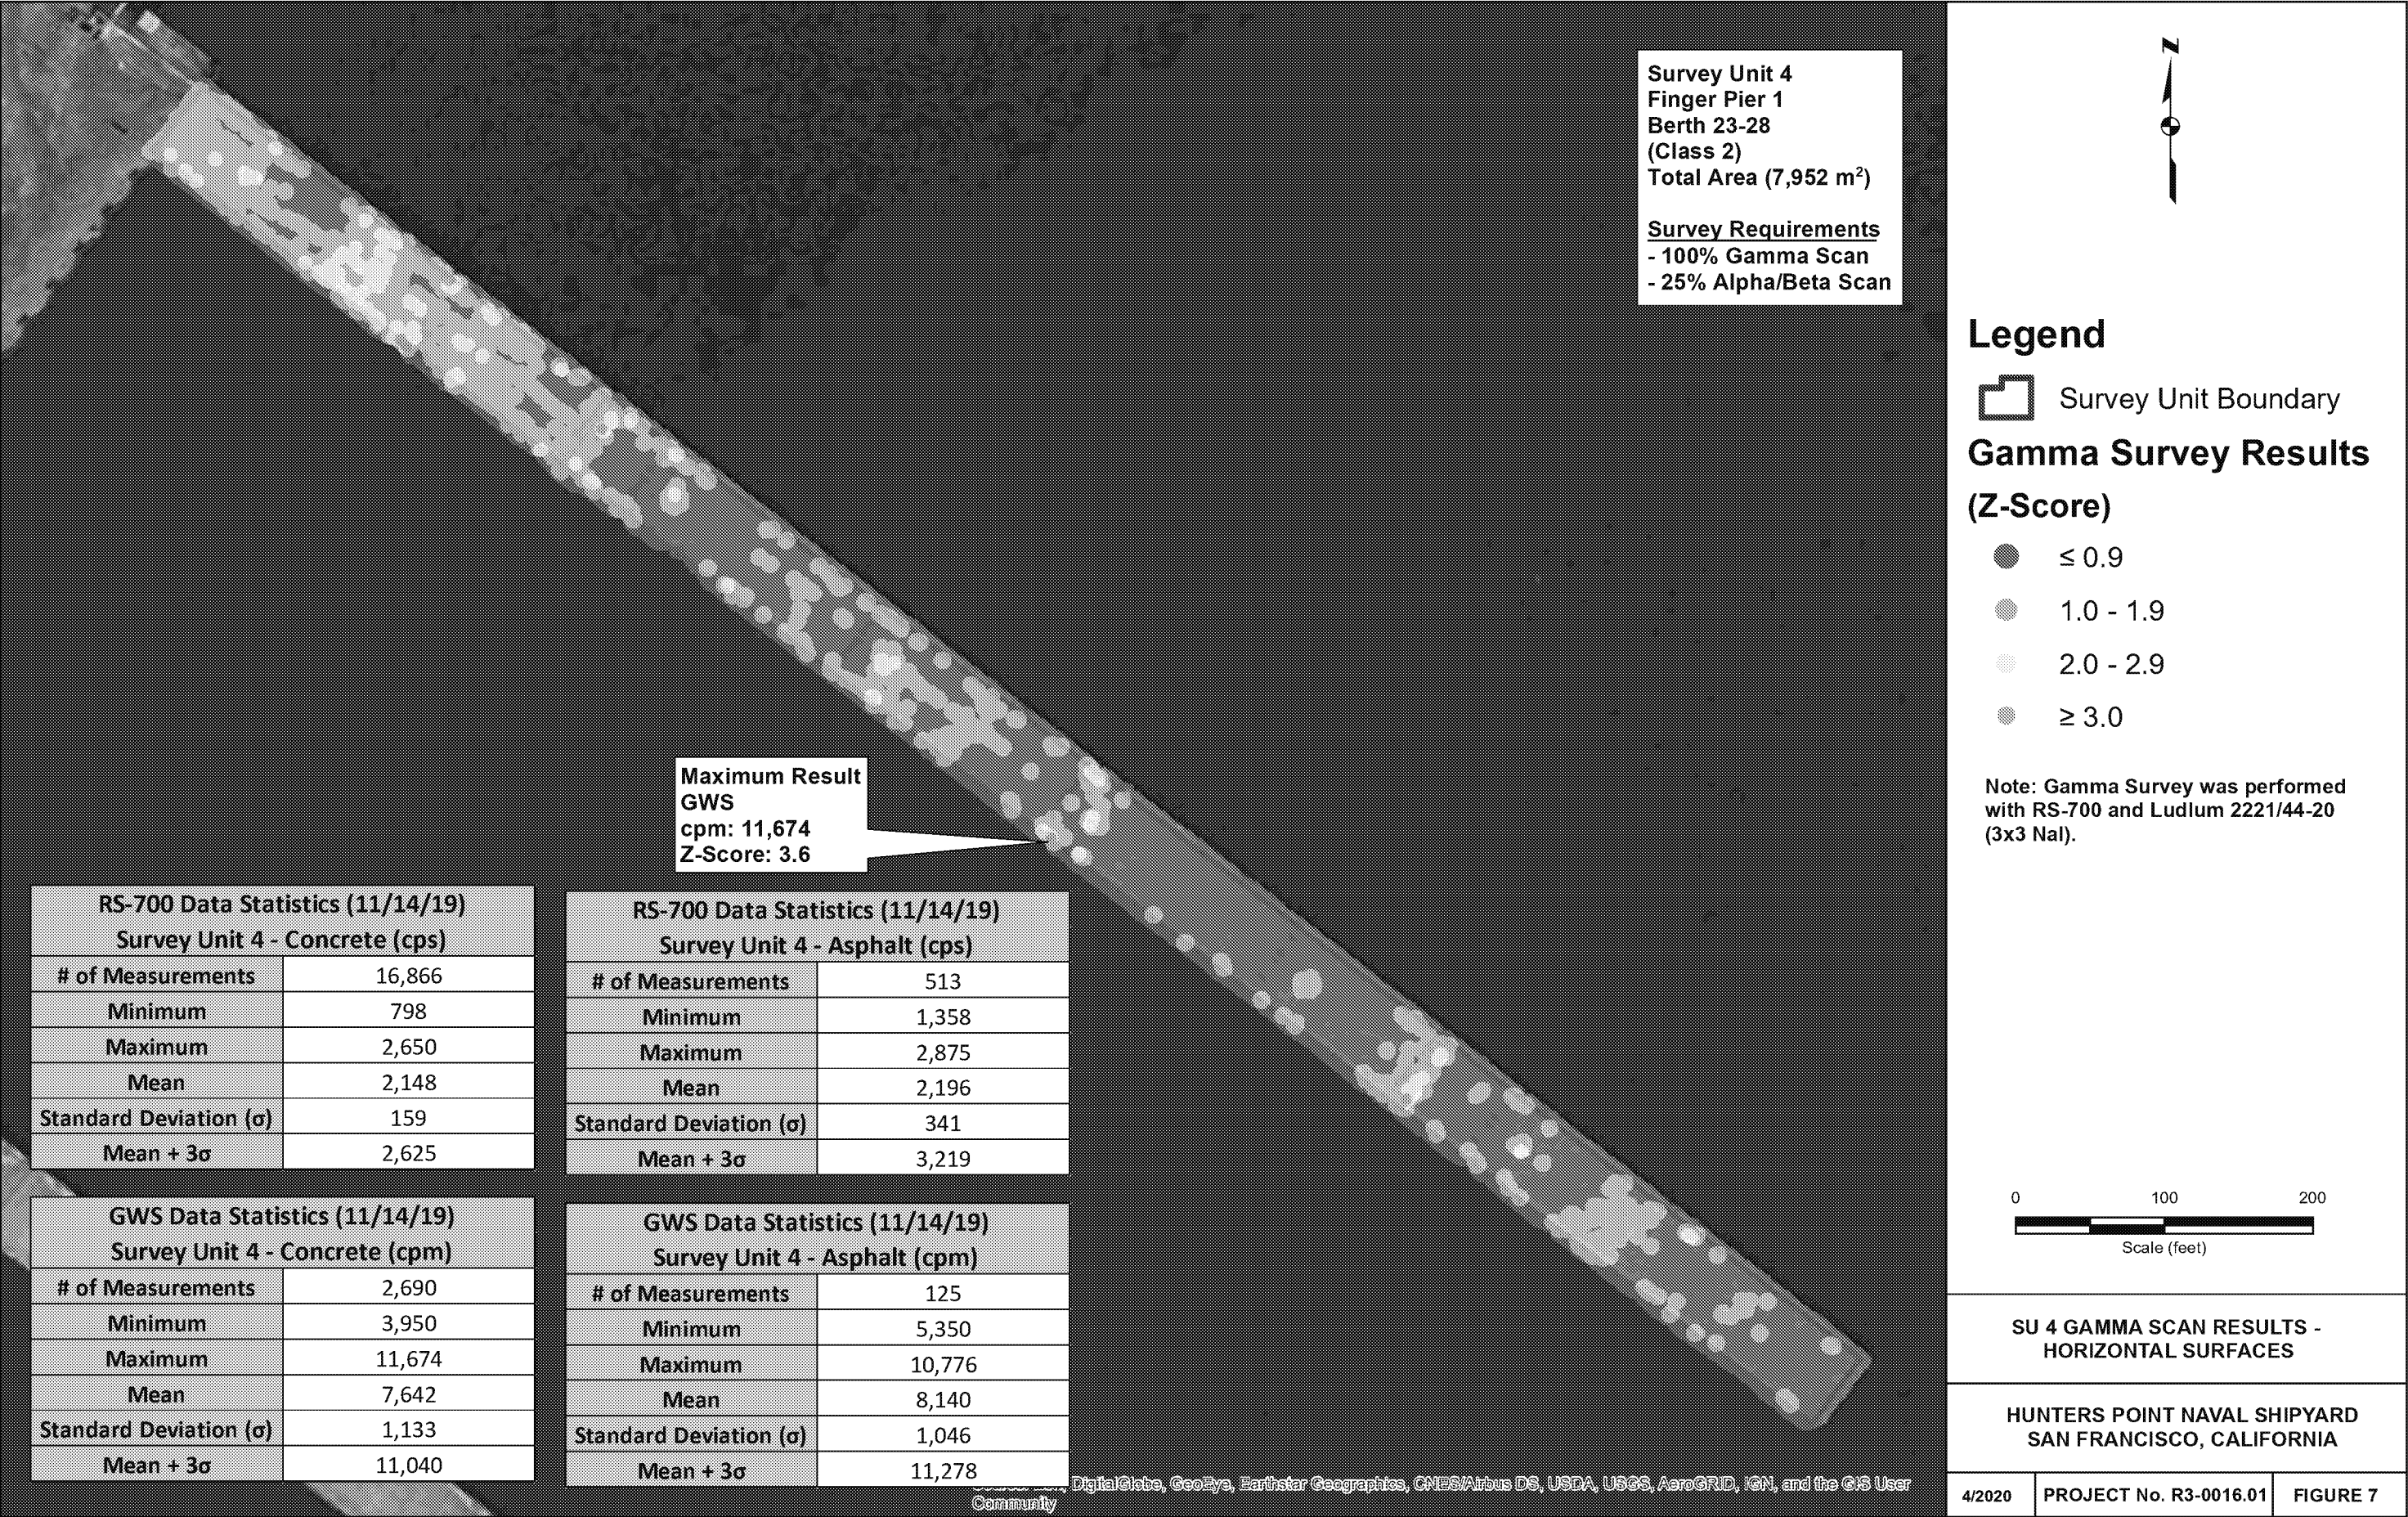 Survey Unit 4
Finger Pier 1
Berth 23-28
(Class 2)
Total Area (7,952 m²)
Survey Requirements
- 100% Gamma Scan
- 25% Alpha/Beta Scan
Maximum Result
GWS
cpm: 11,674
Z-Score: 3.6
RS-700 Data Statistics (11/14/19)
Survey Unit 4 - Concrete (cps)
# of Measurements 16,866
Minimum 798
Maximum 2,650
Mean 2,148
Standard Deviation (σ) 159
Mean + 3σ 2,625
RS-700 Data Statistics (11/14/19)
Survey Unit 4 - Asphalt (cps)
# of Measurements 513
Minimum 1,358
Maximum 2,875
Mean 2,196
Standard Deviation (σ) 341
Mean + 3σ 3,219
GWS Data Statistics (11/14/19)
Survey Unit 4 - Concrete (cpm)
# of Measurements 2,690
Minimum 3,950
Maximum 11,674
Mean 7,642
Standard Deviation (σ) 1,133
Mean + 3σ 11,040
GWS Data Statistics (11/14/19)
Survey Unit 4 - Asphalt (cpm)
# of Measurements 125
Minimum 5,350
Maximum 10,776
Mean 8,140
Standard Deviation (σ) 1,046
Mean + 3σ 11,278
DigitalGlobe, GeoEye, Earthstar Geographics, CNES/Airbus DS, USDA, USGS, AeroGRID, IGN, and the GIS User
Community
N
Legend
Survey Unit Boundary
Gamma Survey Results
(Z-Score)
≤ 0.9
1.0 - 1.9
2.0 - 2.9
≥ 3.0
Note: Gamma Survey was performed
with RS-700 and Ludlum 2221/44-20
(3x3 NaI).
0 100 200
Scale (feet)
SU 4 GAMMA SCAN RESULTS -
HORIZONTAL SURFACES
HUNTERS POINT NAVAL SHIPYARD
SAN FRANCISCO, CALIFORNIA
4/2020 PROJECT No. R3-0016.01 FIGURE 7